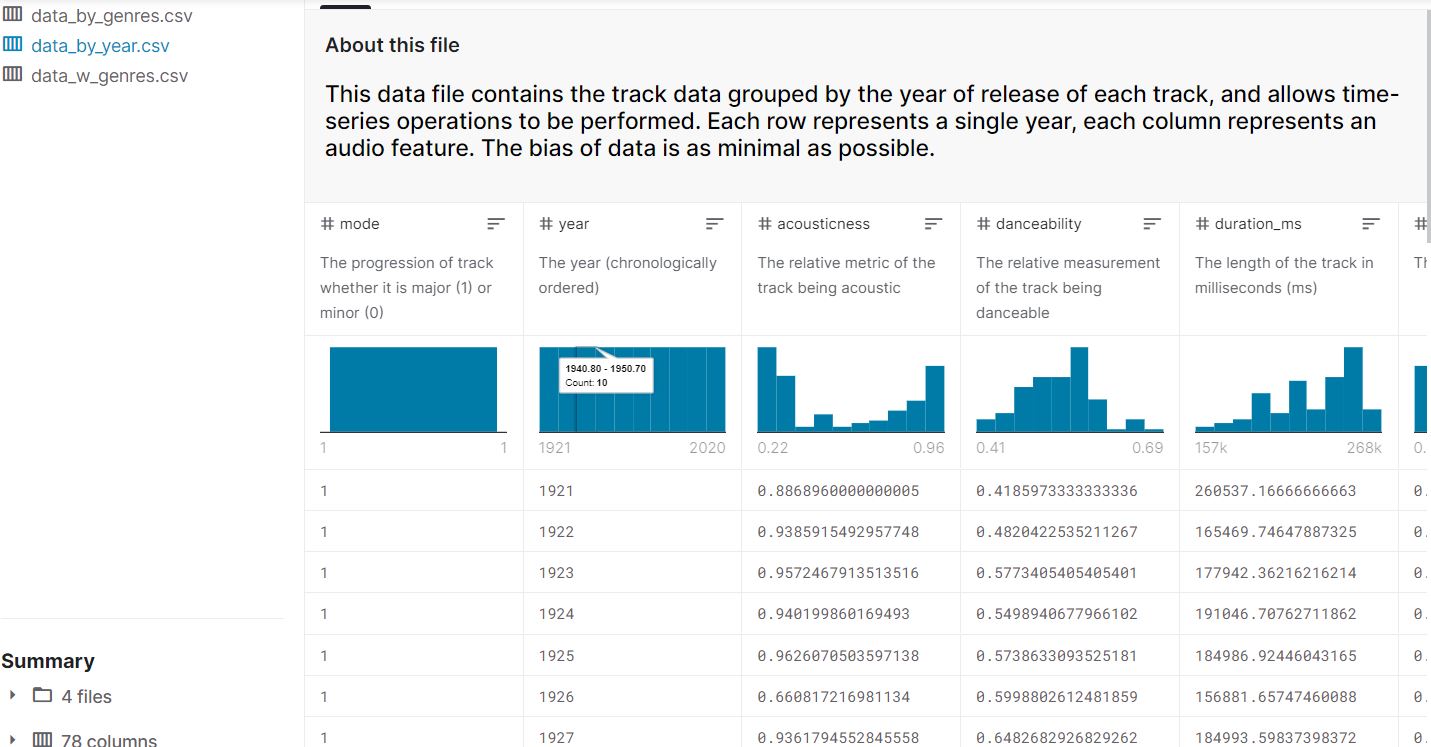 data_by_genres.csv
data_by_year.csv
data_w_genres.csv
Summary
4 files
78 columns
About this file
This data file contains the track data grouped by the year of release of each track, and allows time-
series operations to be performed. Each row represents a single year, each column represents an
audio feature. The bias of data is as minimal as possible.
# mode # year # acousticness # danceability # duration_ms #
The progression of track
whether it is major (1) or
minor (0)
The year (chronologically
ordered)
The relative metric of the
track being acoustic
The relative measurement
of the track being
danceable
The length of the track in
milliseconds (ms)
1940.80 - 1950.70
Count: 10
1 1 1921 2020 0.22 0.96 0.41 0.69 157k 268k 0.
1 1921 0.8868960000000005 0.4185973333333336 260537.16666666663 0.
1 1922 0.9385915492957748 0.4820422535211267 165469.74647887325 0.
1 1923 0.9572467913513516 0.5773405405405401 177942.36216216214 0.
1 1924 0.940199860169493 0.5498940677966102 191046.70762711862 0.
1 1925 0.9626070503597138 0.5738633093525181 184986.92446043165 0.
1 1926 0.660817216981134 0.5998802612481859 156881.65747460088 0.
1 1927 0.9361794552845558 0.6482682926829262 184993.59837398372 0.